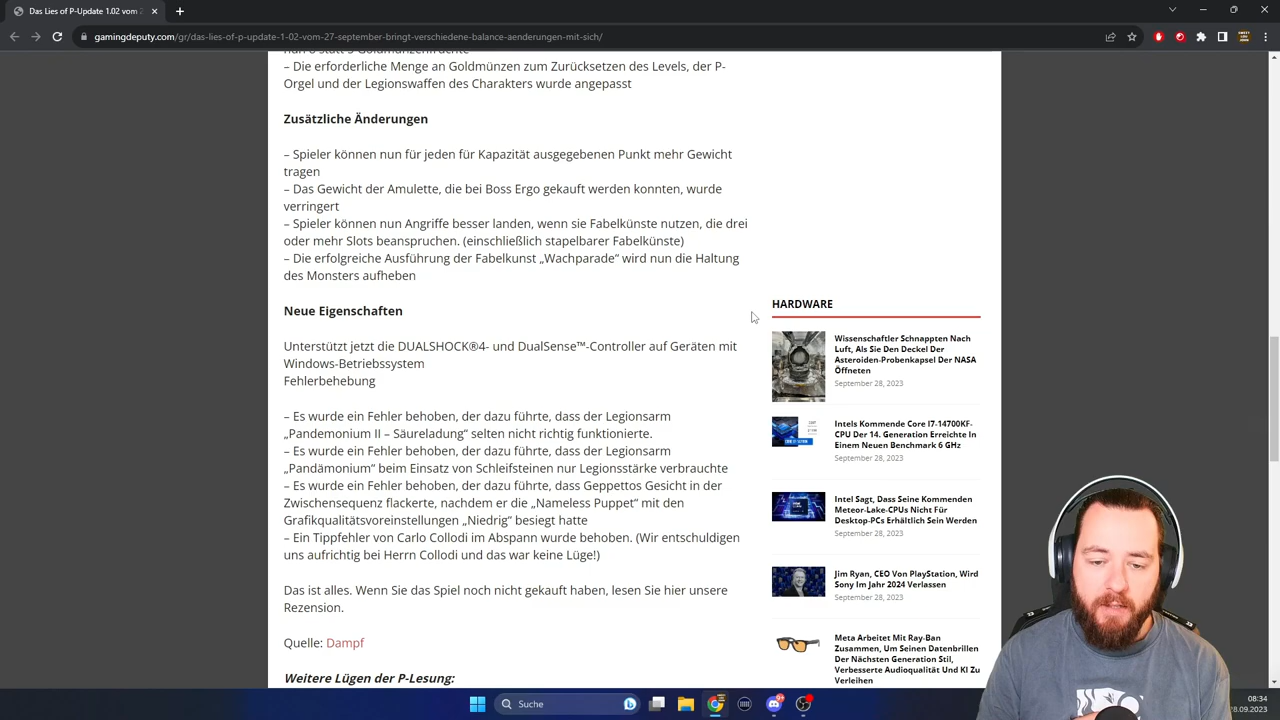 Das Lies of P-Update 1.02 vom 2
gamingdeputy.com/gr/das-lies-of-p-update-1-02-vom-27-september-bringt-verschiedene-balance-aenderungen-mit-sich/
– Die erforderliche Menge an Goldmünzen zum Zurücksetzen des Levels, der P-
Orgel und der Legionswaffen des Charakters wurde angepasst
Zusätzliche Änderungen
– Spieler können nun für jeden für Kapazität ausgegebenen Punkt mehr Gewicht
tragen
– Das Gewicht der Amulette, die bei Boss Ergo gekauft werden konnten, wurde
verringert
– Spieler können nun Angriffe besser landen, wenn sie Fabelkünste nutzen, die drei
oder mehr Slots beanspruchen. (einschließlich stapelbarer Fabelkünste)
– Die erfolgreiche Ausführung der Fabelkunst „Wachparade" wird nun die Haltung
des Monsters aufheben
Neue Eigenschaften
Unterstützt jetzt die DUALSHOCK®4- und DualSense™-Controller auf Geräten mit
Windows-Betriebssystem
Fehlerbehebung
– Es wurde ein Fehler behoben, der dazu führte, dass der Legionsarm
„Pandemonium II – Säureladung" selten nicht richtig funktionierte.
– Es wurde ein Fehler behoben, der dazu führte, dass der Legionsarm
„Pandämonium" beim Einsatz von Schleifsteinen nur Legionsstärke verbrauchte
– Es wurde ein Fehler behoben, der dazu führte, dass Geppettos Gesicht in der
Zwischensequenz flackerte, nachdem er die „Nameless Puppet" mit den
Grafikqualitätsvoreinstellungen „Niedrig" besiegt hatte
– Ein Tippfehler von Carlo Collodi im Abspann wurde behoben. (Wir entschuldigen
uns aufrichtig bei Herrn Collodi und das war keine Lüge!)
Das ist alles. Wenn Sie das Spiel noch nicht gekauft haben, lesen Sie hier unsere
Rezension.
Quelle: Dampf
Weitere Lügen der P-Lesung:
HARDWARE
Wissenschaftler Schnappten Nach
Luft, Als Sie Den Deckel Der
Asteroiden-Probenkapsel Der NASA
Öffneten
September 28, 2023
Intels Kommende Core I7-14700KF-
CPU Der 14. Generation Erreichte In
Einem Neuen Benchmark 6 GHz
September 28, 2023
Intel Sagt, Dass Seine Kommenden
Meteor-Lake-CPUs Nicht Für
Desktop-PCs Erhältlich Sein Werden
September 28, 2023
Jim Ryan, CEO Von PlayStation, Wird
Sony Im Jahr 2024 Verlassen
September 28, 2023
Meta Arbeitet Mit Ray-Ban
Zusammen, Um Seinen Datenbrillen
Der Nächsten Generation Stil,
Verbesserte Audioqualität Und KI Zu
Verleihen
Suche
08:34